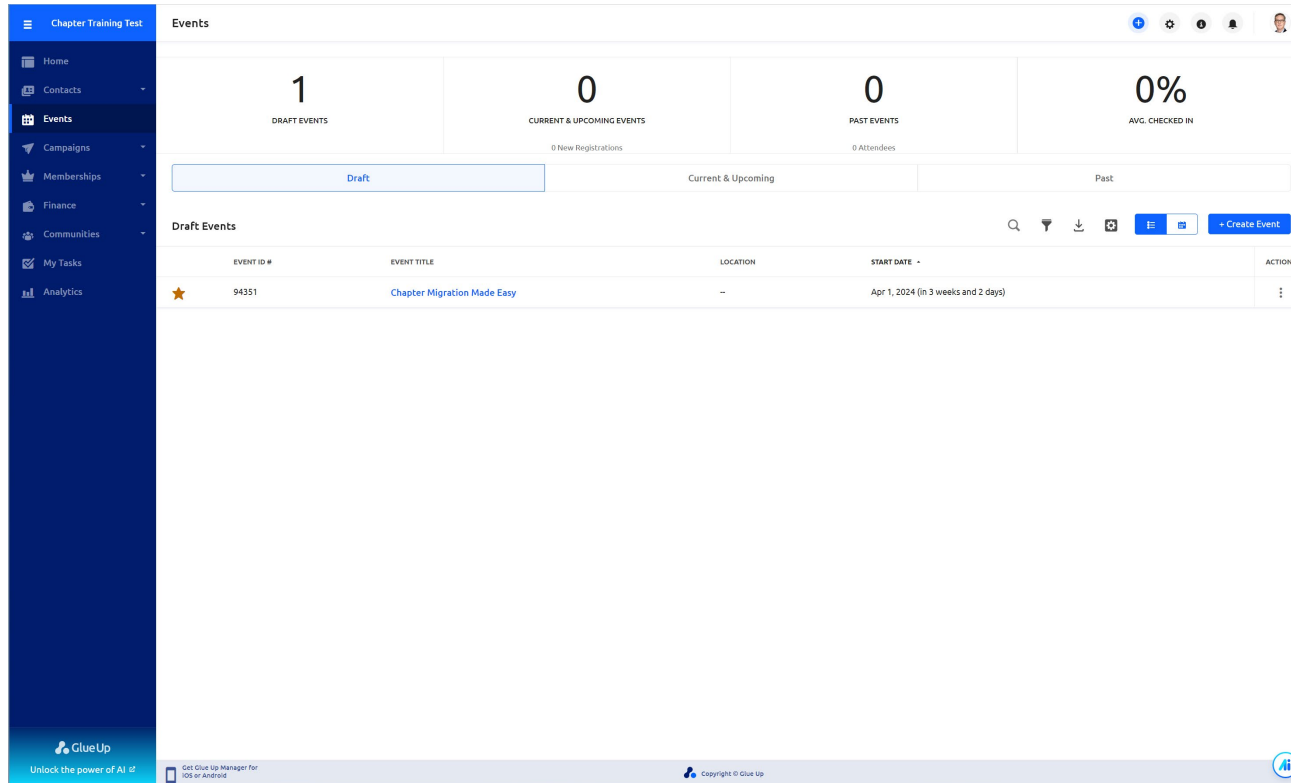 Chapter Training Test
Events
Home
Contacts
Events
Campaigns
Memberships
Finance
Communities
My Tasks
Analytics
1
DRAFT EVENTS
0
CURRENT & UPCOMING EVENTS
0 New Registrations
0
PAST EVENTS
0 Attendees
0%
AVG. CHECKED IN
Draft
Current & Upcoming
Past
Draft Events
+ Create Event
EVENT ID #
EVENT TITLE
LOCATION
START DATE
ACTION
94351
Chapter Migration Made Easy
--
Apr 1, 2024 (in 3 weeks and 2 days)
Glue Up
Unlock the power of AI
Get Glue Up Manager for
iOS or Android
Copyright © Glue Up
Ai